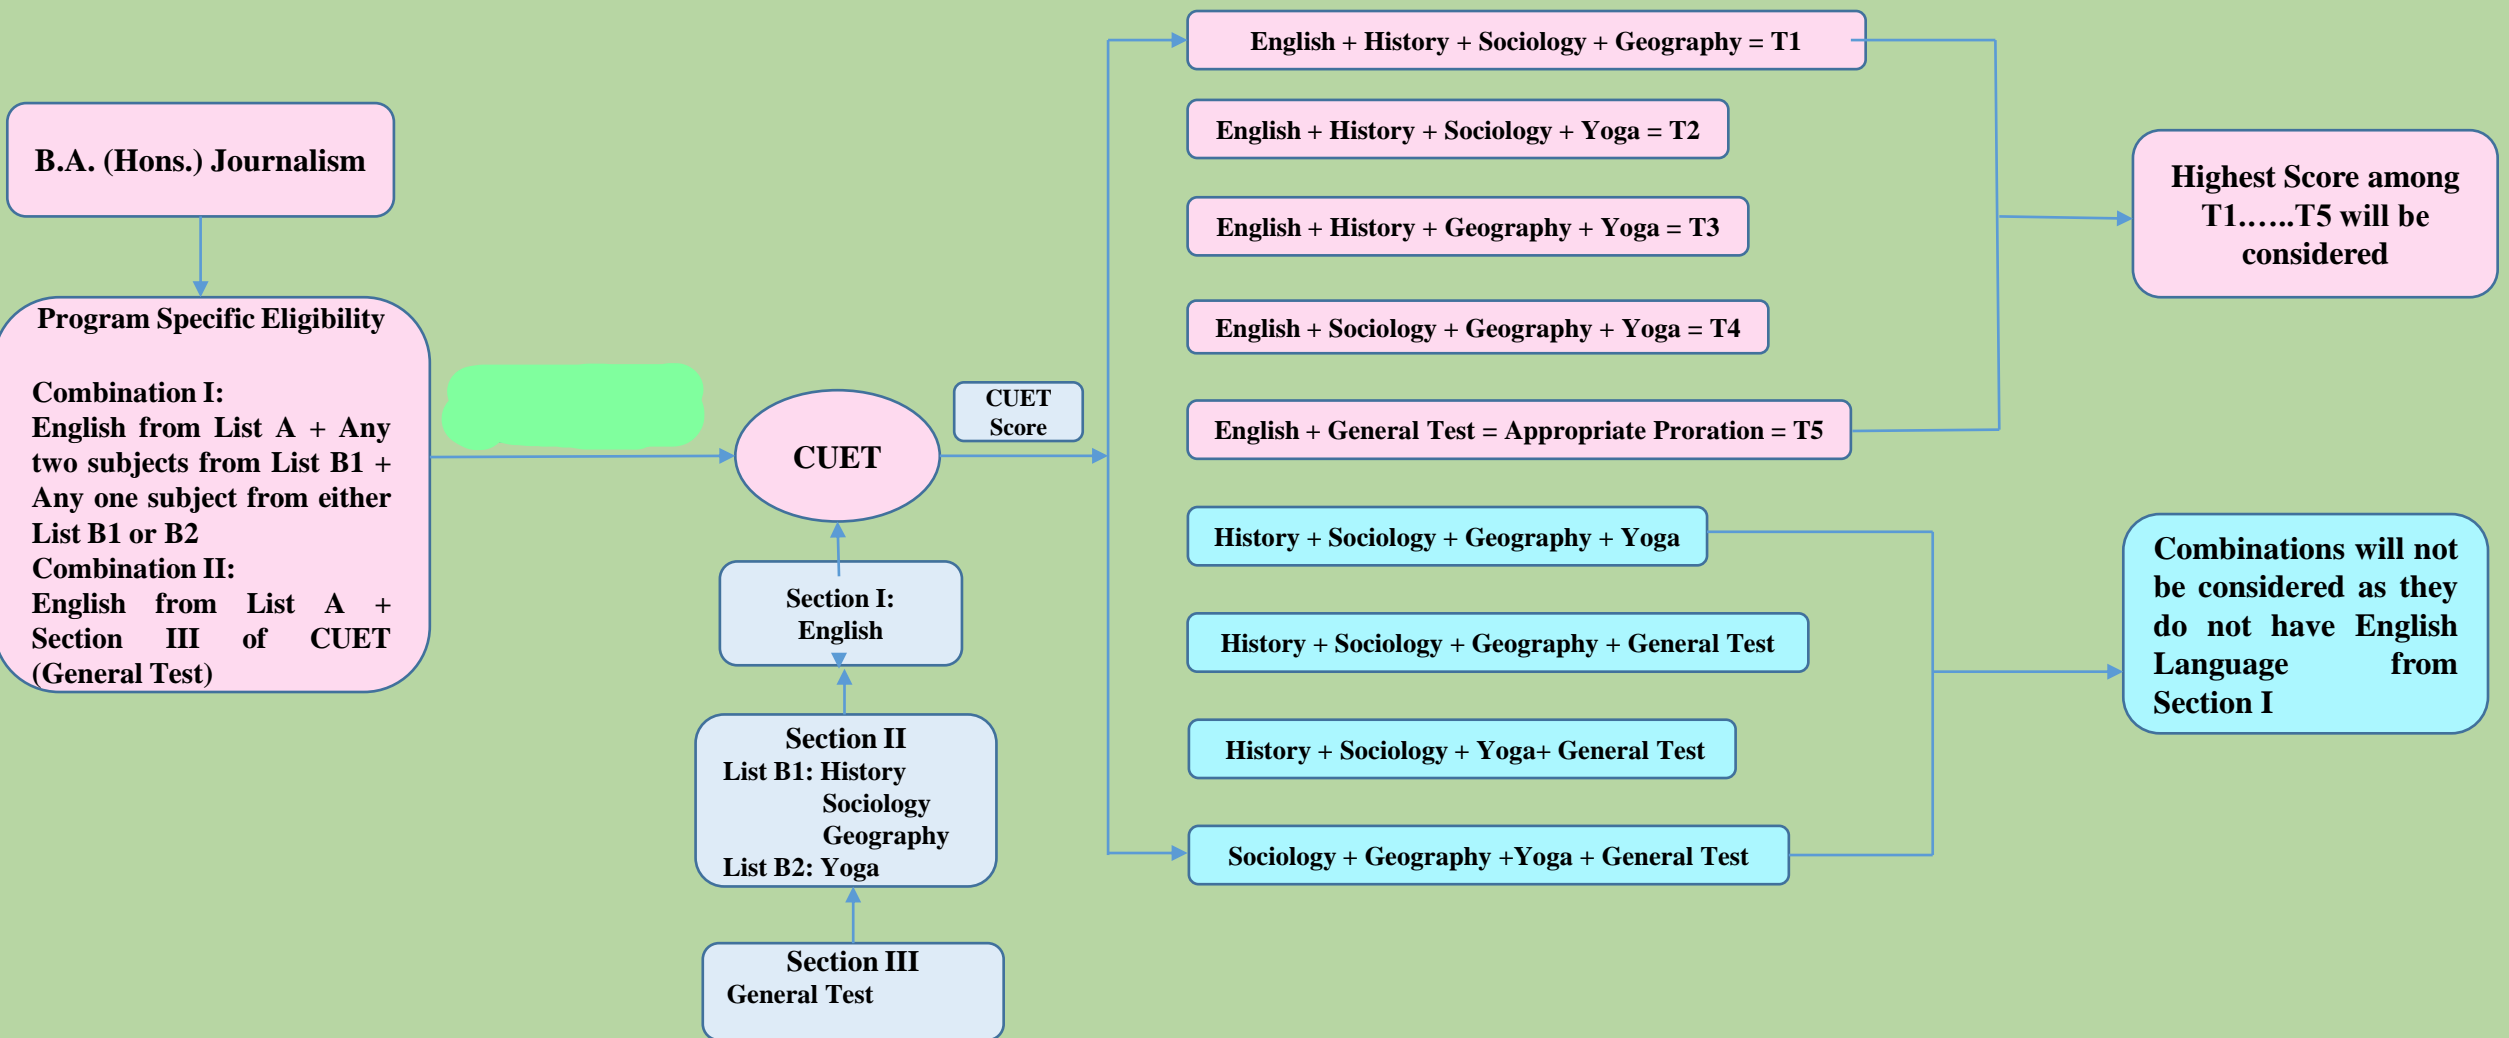 B.A. (Hons.) Journalism
Program Specific Eligibility
Combination I:
English from List A + Any
two subjects from List B1 +
Any one subject from either
List B1 or B2
Combination II:
English from List A +
Section III of CUET
(General Test)
CUET
Section I:
English
Section II
List B1: History
Sociology
Geography
List B2: Yoga
Section III
General Test
CUET
Score
English + History + Sociology + Geography = T1
English + History + Sociology + Yoga = T2
English + History + Geography + Yoga = T3
English + Sociology + Geography + Yoga = T4
English + General Test = Appropriate Proration = T5
History + Sociology + Geography + Yoga
History + Sociology + Geography + General Test
History + Sociology + Yoga+ General Test
Sociology + Geography +Yoga + General Test
Highest Score among
T1.…..T5 will be
considered
Combinations will not
be considered as they
do not have English
Language from
Section I